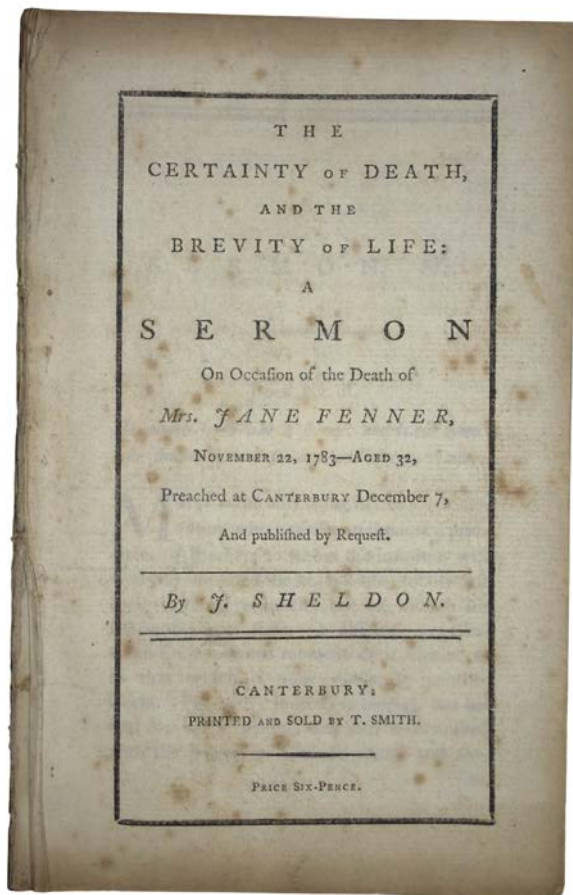 THE
CERTAINTY OF DEATH,
AND THE
BREVITY OF LIFE:
A
SERMON
On Occaſion of the Death of
Mrs. JANE FENNER,
NOVEMBER 22, 1783—AGED 32,
Preached at CANTERBURY December 7,
And publiſhed by Requeſt.
By J. SHELDON.
CANTERBURY:
PRINTED AND SOLD BY T. SMITH.
PRICE SIX-PENCE.